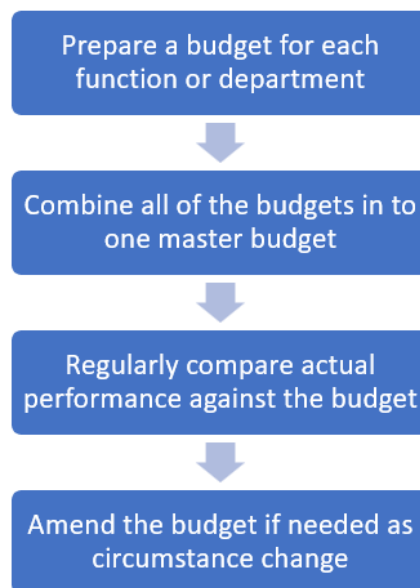 Prepare a budget for each
function or department
Combine all of the budgets in to
one master budget
Regularly compare actual
performance against the budget
Amend the budget if needed as
circumstance change